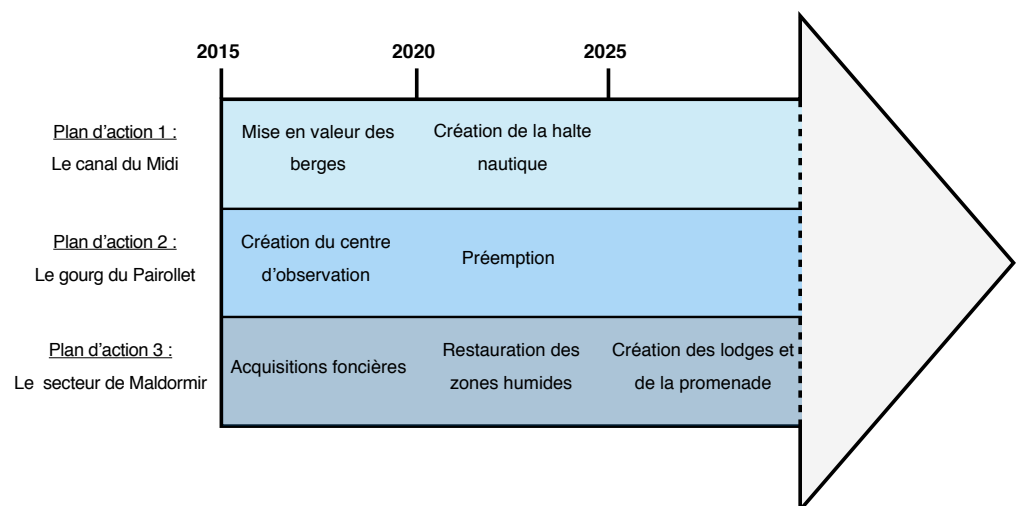 2015 2020 2025
Plan d'action 1 :
Le canal du Midi
Mise en valeur des
berges
Création de la halte
nautique
Plan d'action 2 :
Le gourg du Pairollet
Création du centre
d'observation
Préemption
Plan d'action 3 :
Le secteur de Maldormir
Acquisitions foncières
Restauration des
zones humides
Création des lodges et
de la promenade